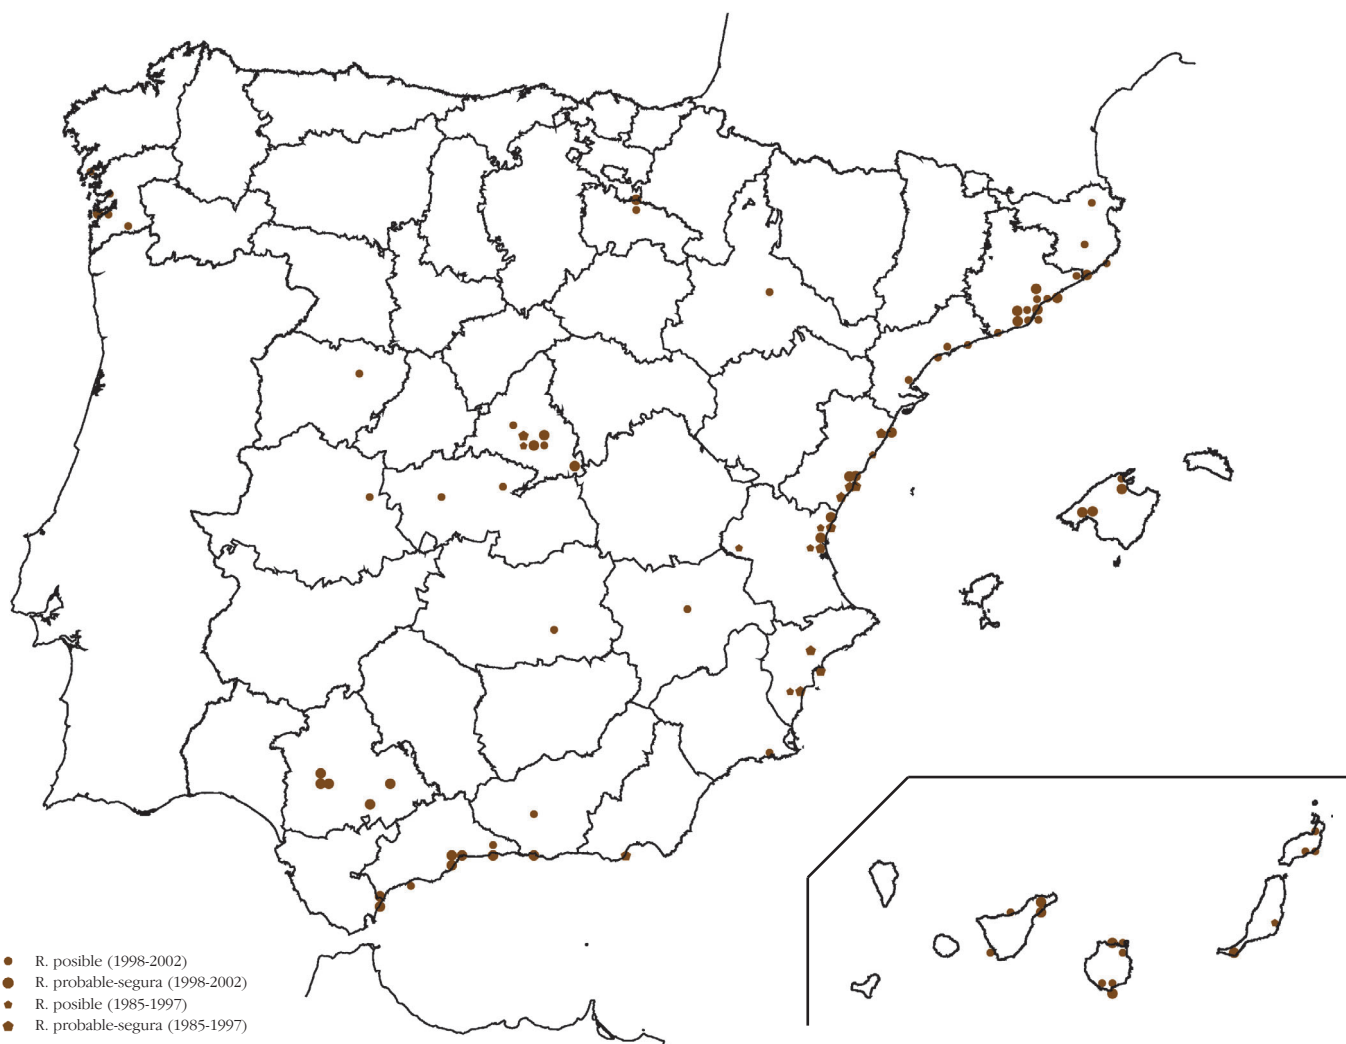 R. posible (1998-2002)
R. probable-segura (1998-2002)
R. posible (1985-1997)
R. probable-segura (1985-1997)